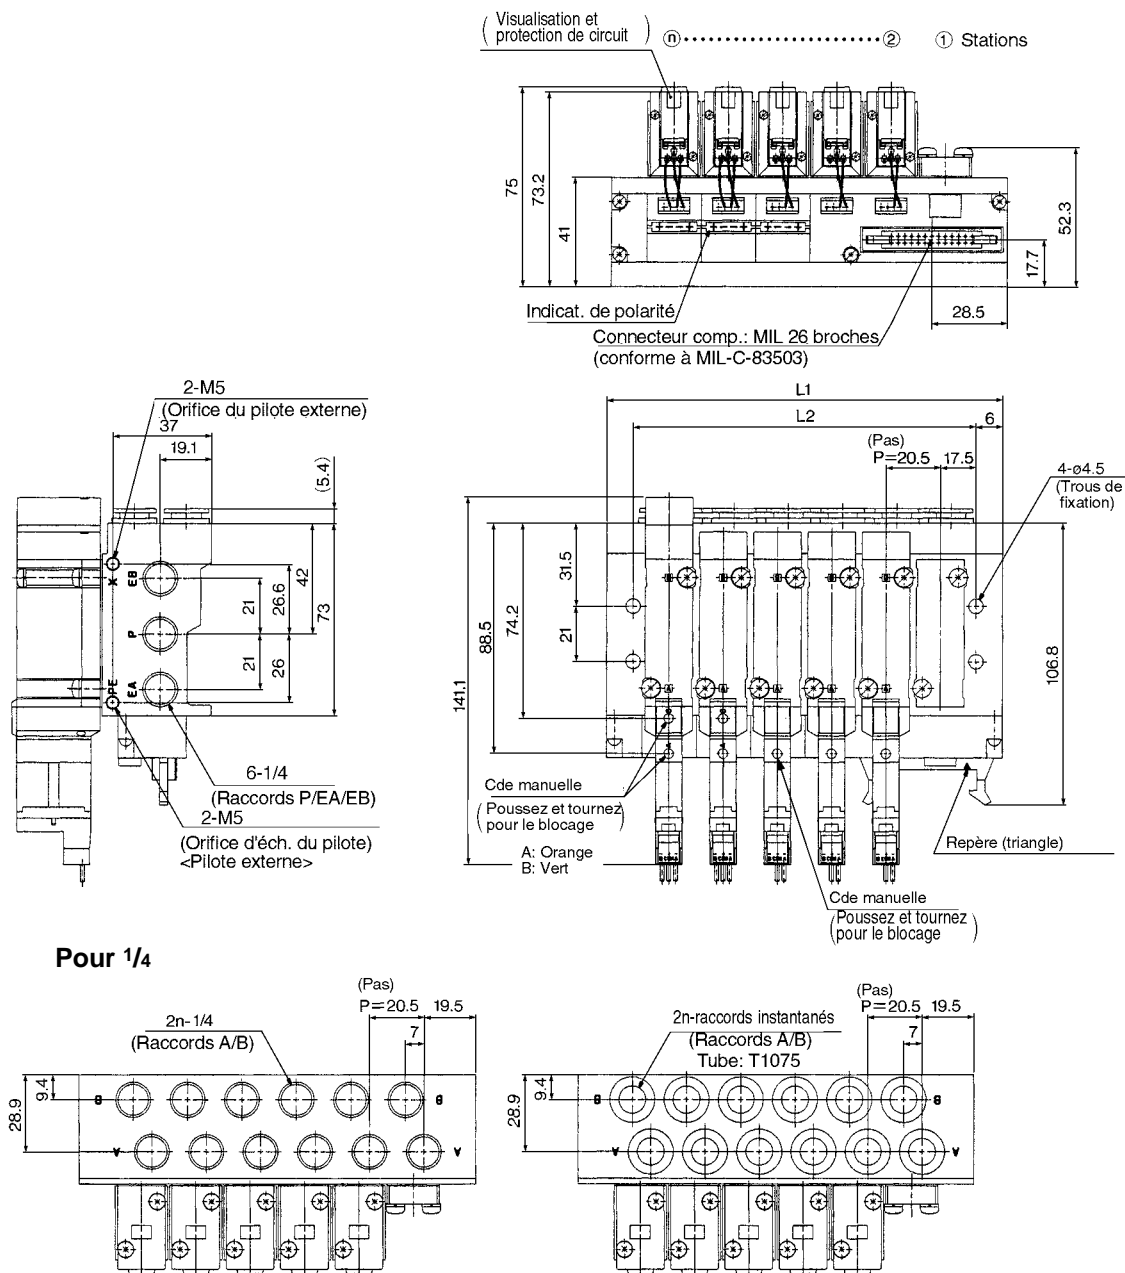 Visualisation et
protection de circuit
n
2
1 Stations
75
73.2
41
52.3
17.7
28.5
Indicat. de polarité
Connecteur comp.: MIL 26 broches
(conforme à MIL-C-83503)
2-M5
(Orifice du pilote externe)
37
19.1
(5.4)
X
EB
P
EA
PE
21
26.6
42
73
21
26
6-1/4
(Raccords P/EA/EB)
2-M5
(Orifice d'éch. du pilote)
<Pilote externe>
L1
L2
6
(Pas)
P=20.5
17.5
4-ø4.5
(Trous de
fixation)
31.5
21
74.2
88.5
141.1
106.8
Cde manuelle
(Poussez et tournez
pour le blocage)
A: Orange
B: Vert
Repère (triangle)
Cde manuelle
(Poussez et tournez
pour le blocage)
Pour 1/4
(Pas)
P=20.5
19.5
7
2n-1/4
(Raccords A/B)
9.4
28.9
B
B
A
A
(Pas)
P=20.5
19.5
7
2n-raccords instantanés
(Raccords A/B)
Tube: T1075
9.4
28.9
B
B
A
A